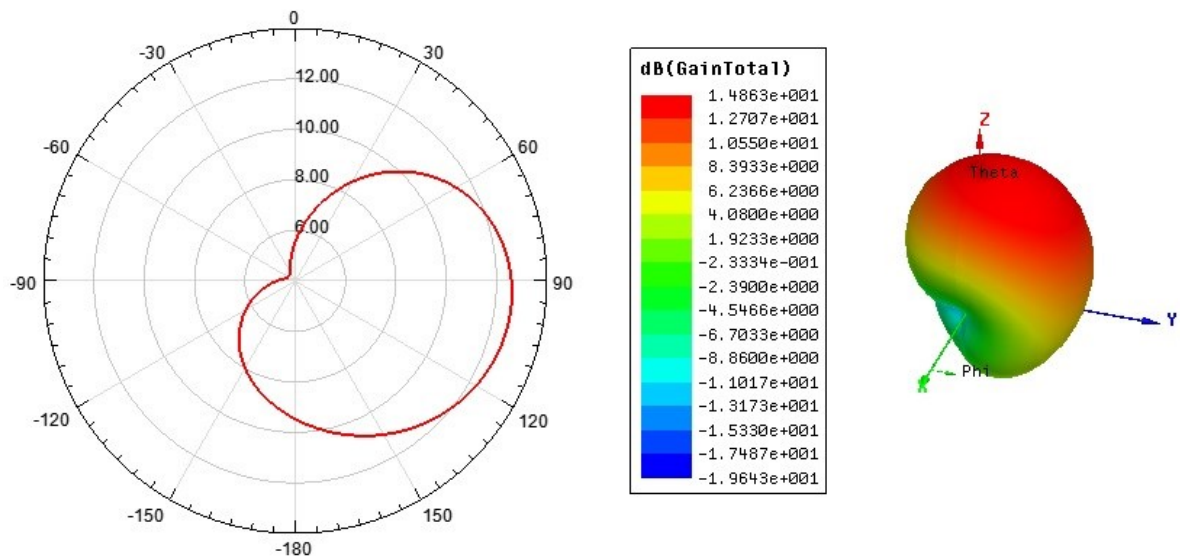 0
-30
30
12.00
10.00
-60
60
8.00
6.00
-90
90
-120
120
-150
150
-180
dB(GainTotal)
1.4863e+001
1.2707e+001
1.0550e+001
8.3933e+000
6.2366e+000
4.0800e+000
1.9233e+000
-2.3334e-001
-2.3900e+000
-4.5466e+000
-6.7033e+000
-8.8600e+000
-1.1017e+001
-1.3173e+001
-1.5330e+001
-1.7487e+001
-1.9643e+001
Z
Theta
Y
Phi
X